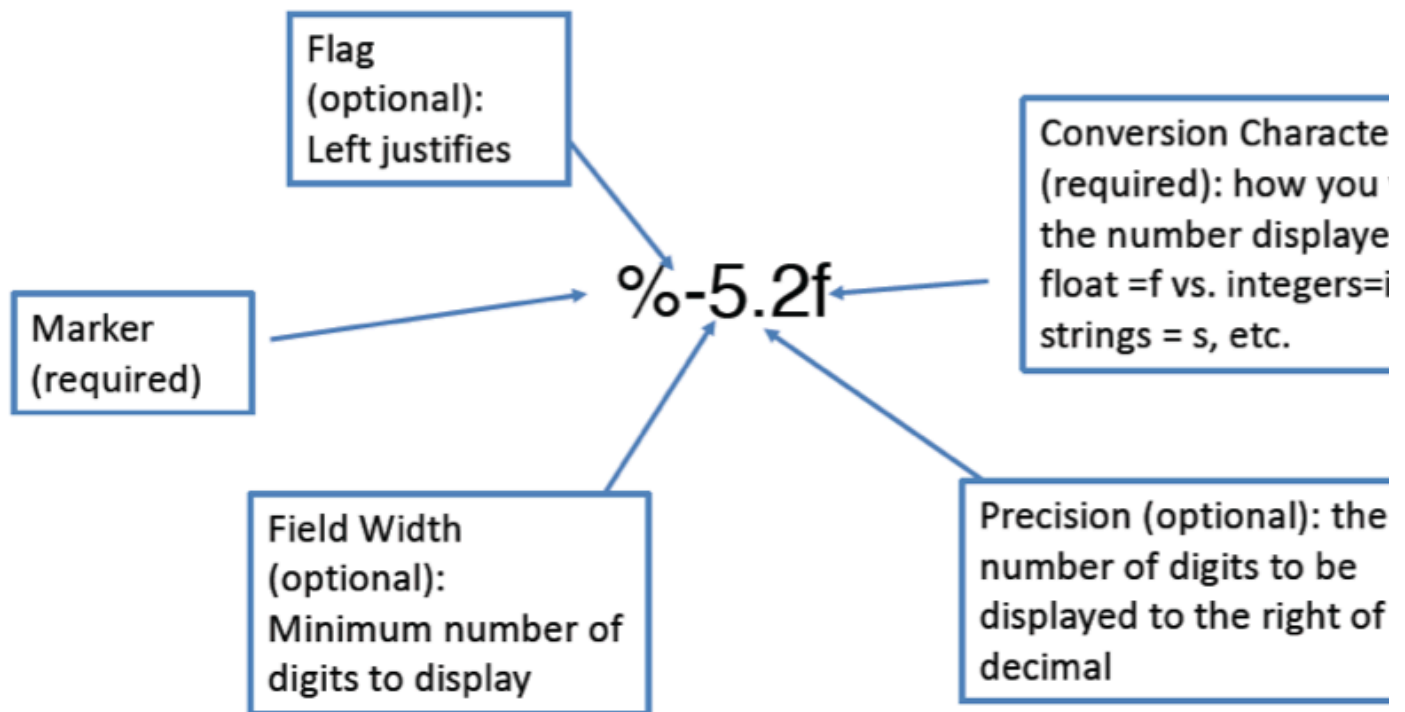 Flag
(optional):
Left justifies
Conversion Characte
(required): how you
the number displaye
float =f vs. integers=i
strings = s, etc.
%-5.2f
Marker
(required)
Field Width
(optional):
Minimum number of
digits to display
Precision (optional): the
number of digits to be
displayed to the right of
decimal